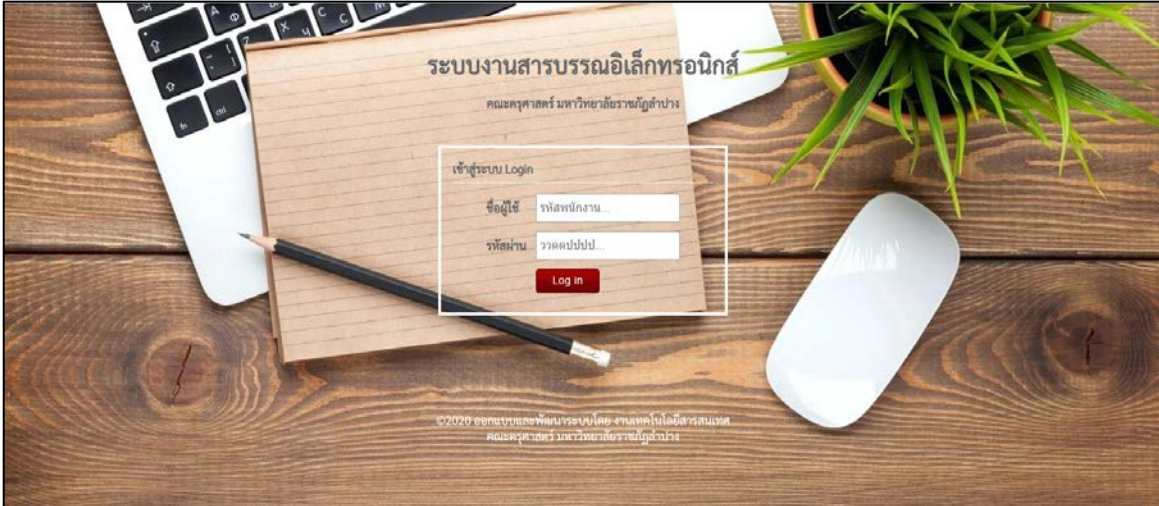 ระบบงานสารบรรณอิเล็กทรอนิกส์
คณะครุศาสตร์ มหาวิทยาลัยราชภัฏลำปาง
เข้าสู่ระบบ Login
ชื่อผู้ใช้ รหัสพนักงาน...
รหัสผ่าน ววดดปปปป...
Log in
©2020 ออกแบบและพัฒนาระบบโดย งานเทคโนโลยีสารสนเทศ
คณะครุศาสตร์ มหาวิทยาลัยราชภัฏลำปาง